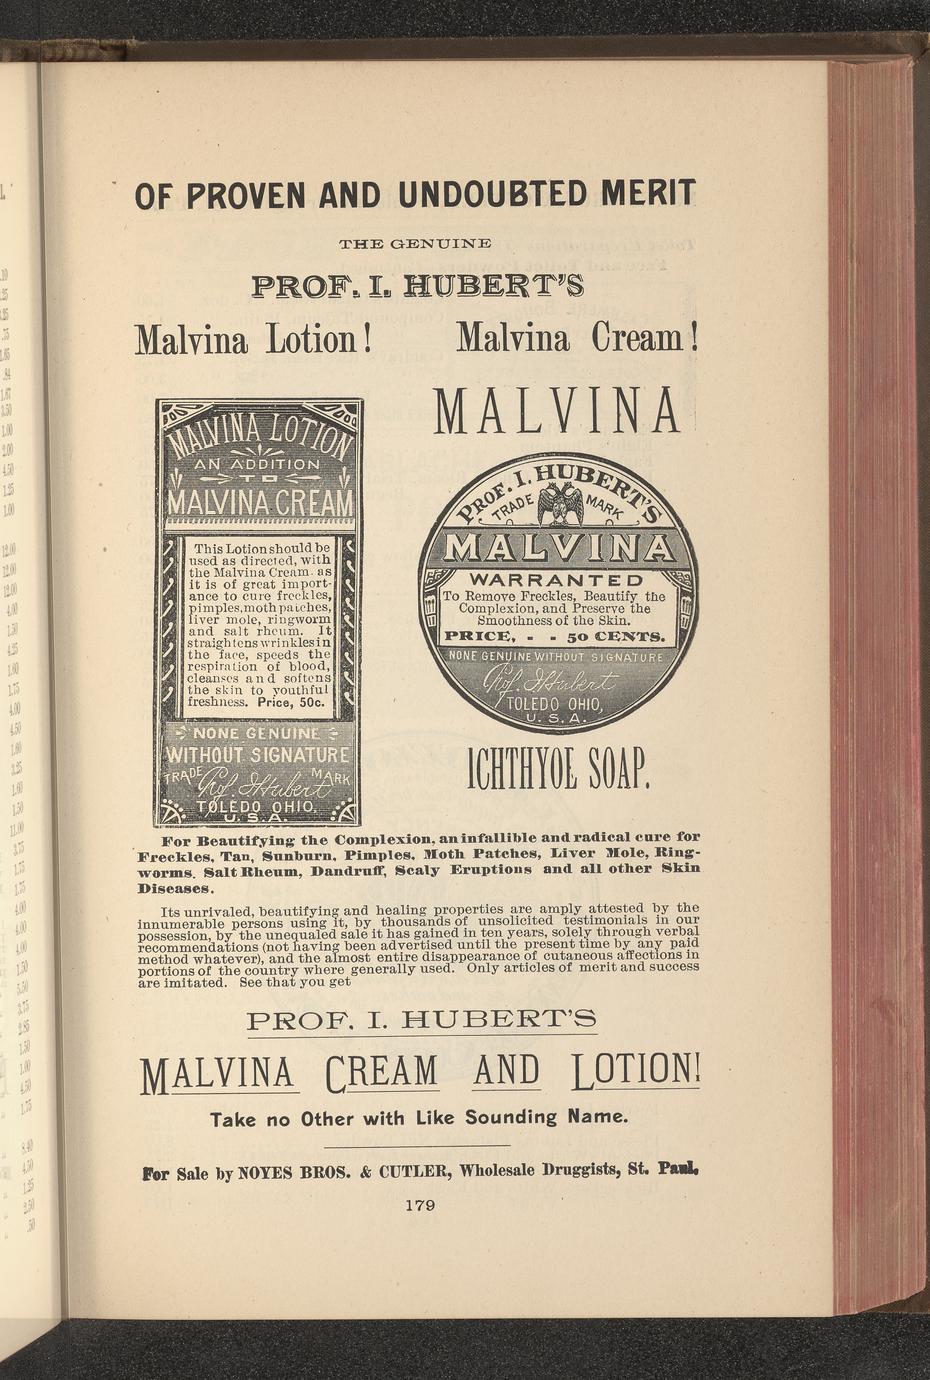 OF PROVEN AND UNDOUBTED MERIT
THE GENUINE
PROF. I. HUBERT'S
Malvina Lotion! Malvina Cream!
MALVINA LOTION
AN ADDITION
TO
MALVINA CREAM
This Lotion should be
used as directed, with
the Malvina Cream. as
it is of great import-
ance to cure freckles,
pimples, moth patches,
liver mole, ringworm
and salt rheum. It
straightens wrinkles in
the face, speeds the
respiration of blood,
cleanses and softens
the skin to youthful
freshness. Price, 50c.
NONE GENUINE
WITHOUT SIGNATURE
TRADE Prof. I. Hubert MARK
TOLEDO OHIO,
U.S.A.
MALVINA
PROF. I. HUBERT'S
TRADE MARK
MALVINA
WARRANTED
To Remove Freckles, Beautify the
Complexion, and Preserve the
Smoothness of the Skin.
PRICE, - - 50 CENTS.
NONE GENUINE WITHOUT SIGNATURE
Prof. I. Hubert
TOLEDO OHIO,
U.S.A.
ICHTHYOL SOAP.
For Beautifying the Complexion, an infallible and radical cure for
Freckles, Tan, Sunburn, Pimples, Moth Patches, Liver Mole, Ring-
worms. Salt Rheum, Dandruff, Scaly Eruptions and all other Skin
Diseases.
Its unrivaled, beautifying and healing properties are amply attested by the
innumerable persons using it, by thousands of unsolicited testimonials in our
possession, by the unequaled sale it has gained in ten years, solely through verbal
recommendations (not having been advertised until the present time by any paid
method whatever), and the almost entire disappearance of cutaneous affections in
portions of the country where generally used. Only articles of merit and success
are imitated. See that you get
PROF. I. HUBERT'S
MALVINA CREAM AND LOTION!
Take no Other with Like Sounding Name.
For Sale by NOYES BROS. & CUTLER, Wholesale Druggists, St. Paul.
179